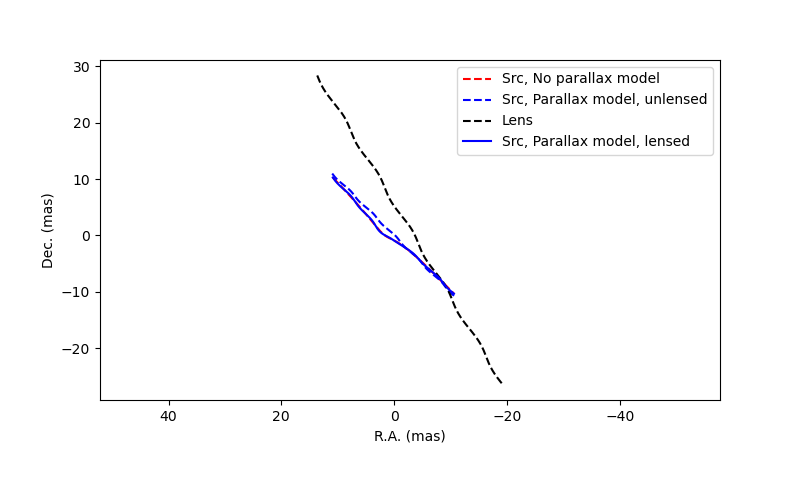 30
20
10
0
−10
−20
Dec. (mas)
40
20
0
−20
−40
R.A. (mas)
Src, No parallax model
Src, Parallax model, unlensed
Lens
Src, Parallax model, lensed